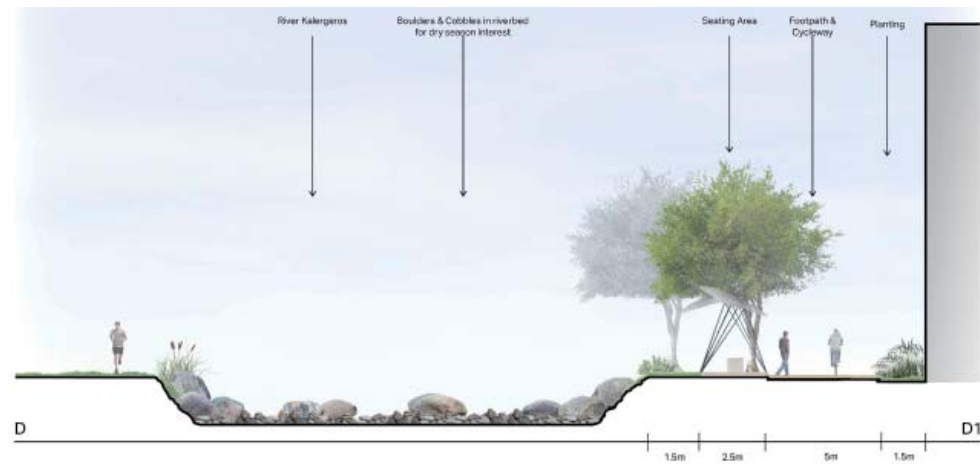 River Kalergeros
Boulders & Cobbles in riverbed
for dry season interest
Seating Area
Footpath &
Cycleway
Planting
D
D1
1.5m
2.5m
5m
1.5m